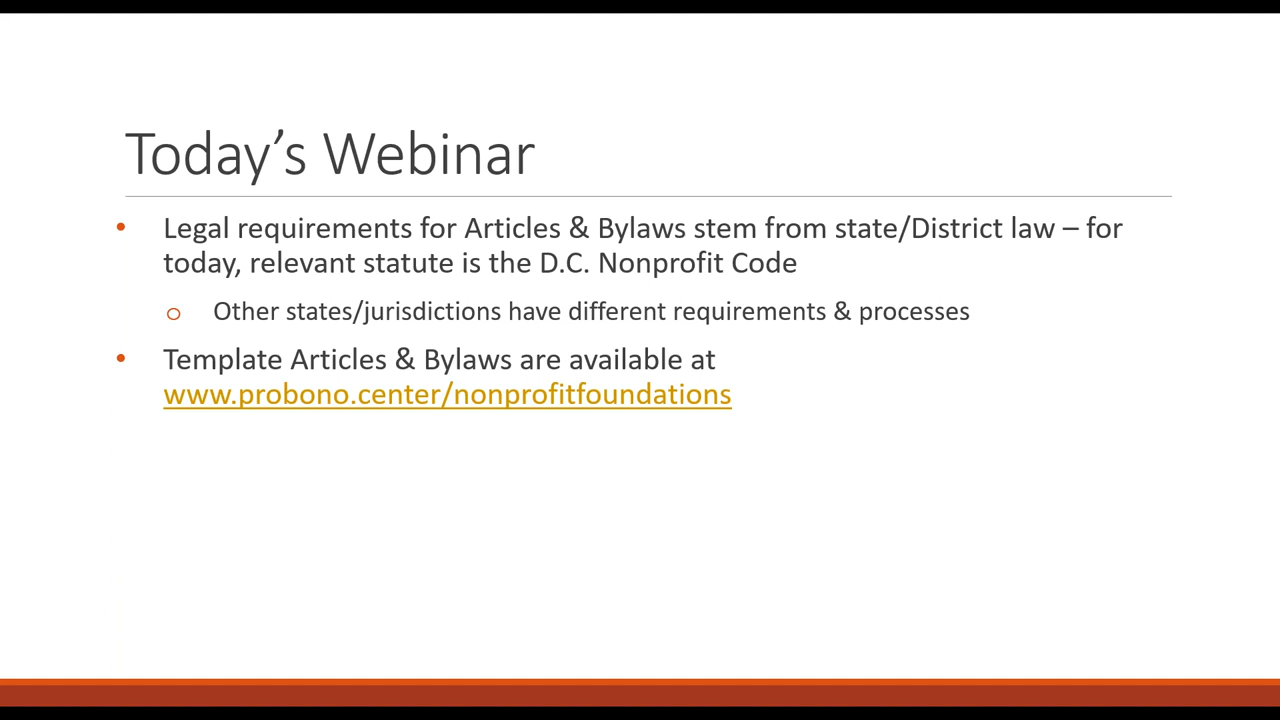 Today’s Webinar
• Legal requirements for Articles & Bylaws stem from state/District law – for
today, relevant statute is the D.C. Nonprofit Code
o Other states/jurisdictions have different requirements & processes
• Template Articles & Bylaws are available at
www.probono.center/nonprofitfoundations